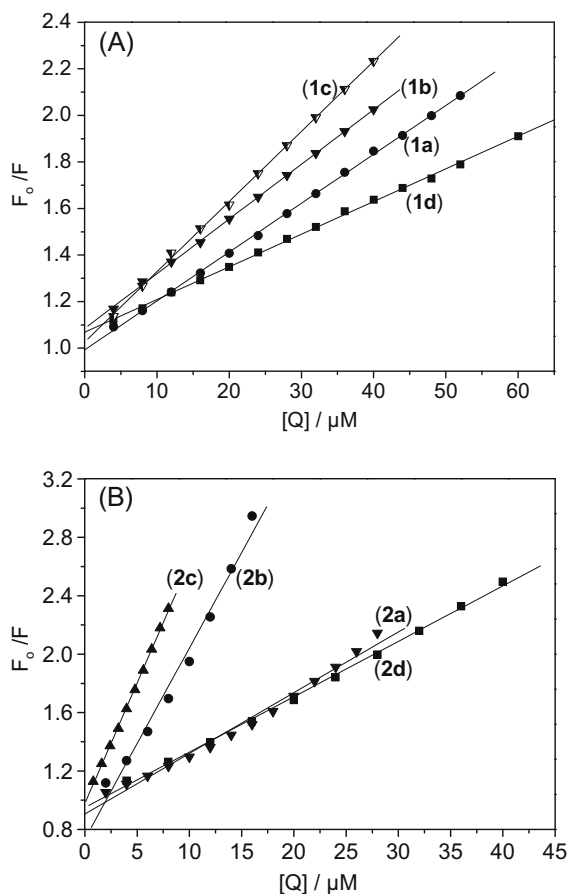 (A)
2.4
2.2
2.0
1.8
1.6
1.4
1.2
1.0
Fo/F
(1c)
(1b)
(1a)
(1d)
0 10 20 30 40 50 60
[Q] / μM
(B)
3.2
2.8
2.4
2.0
1.6
1.2
0.8
Fo/F
(2c)
(2b)
(2a)
(2d)
0 5 10 15 20 25 30 35 40 45
[Q] / μM